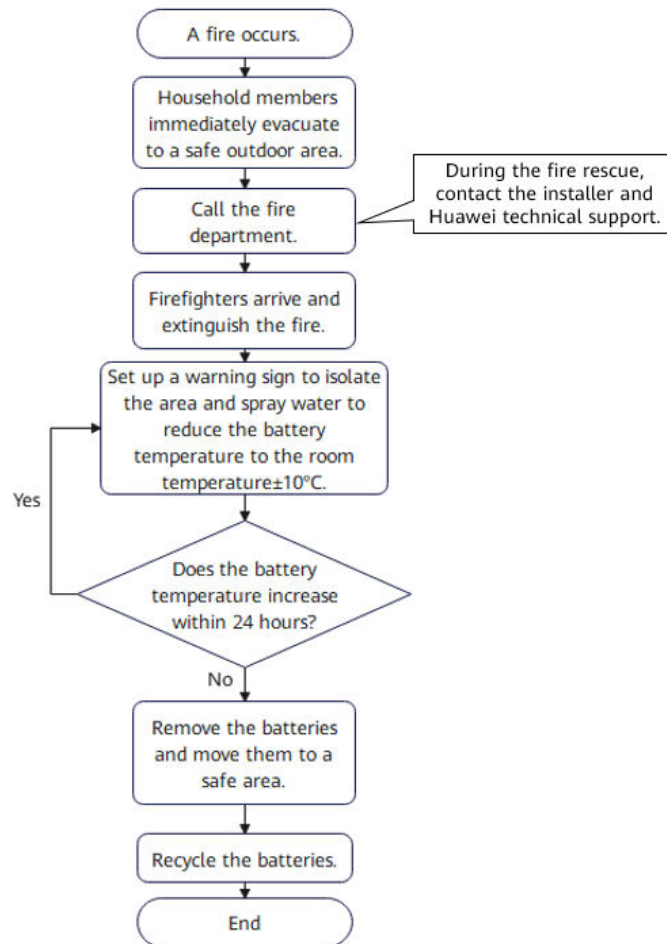 A fire occurs.
Household members
immediately evacuate
to a safe outdoor area.
During the fire rescue,
contact the installer and
Huawei technical support.
Call the fire
department.
Firefighters arrive and
extinguish the fire.
Set up a warning sign to isolate
the area and spray water to
reduce the battery
temperature to the room
temperature±10°C.
Yes
Does the battery
temperature increase
within 24 hours?
No
Remove the batteries
and move them to a
safe area.
Recycle the batteries.
End